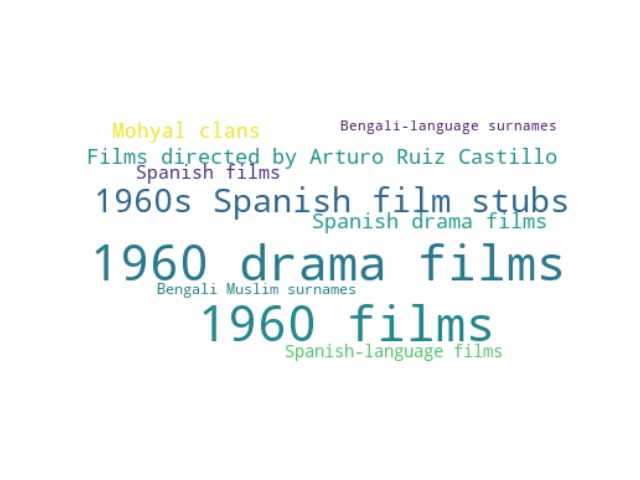 Mohyal clans
Bengali-language surnames
Films directed by Arturo Ruiz Castillo
Spanish films
1960s Spanish film stubs
Spanish drama films
1960 drama films
Bengali Muslim surnames
1960 films
Spanish-language films